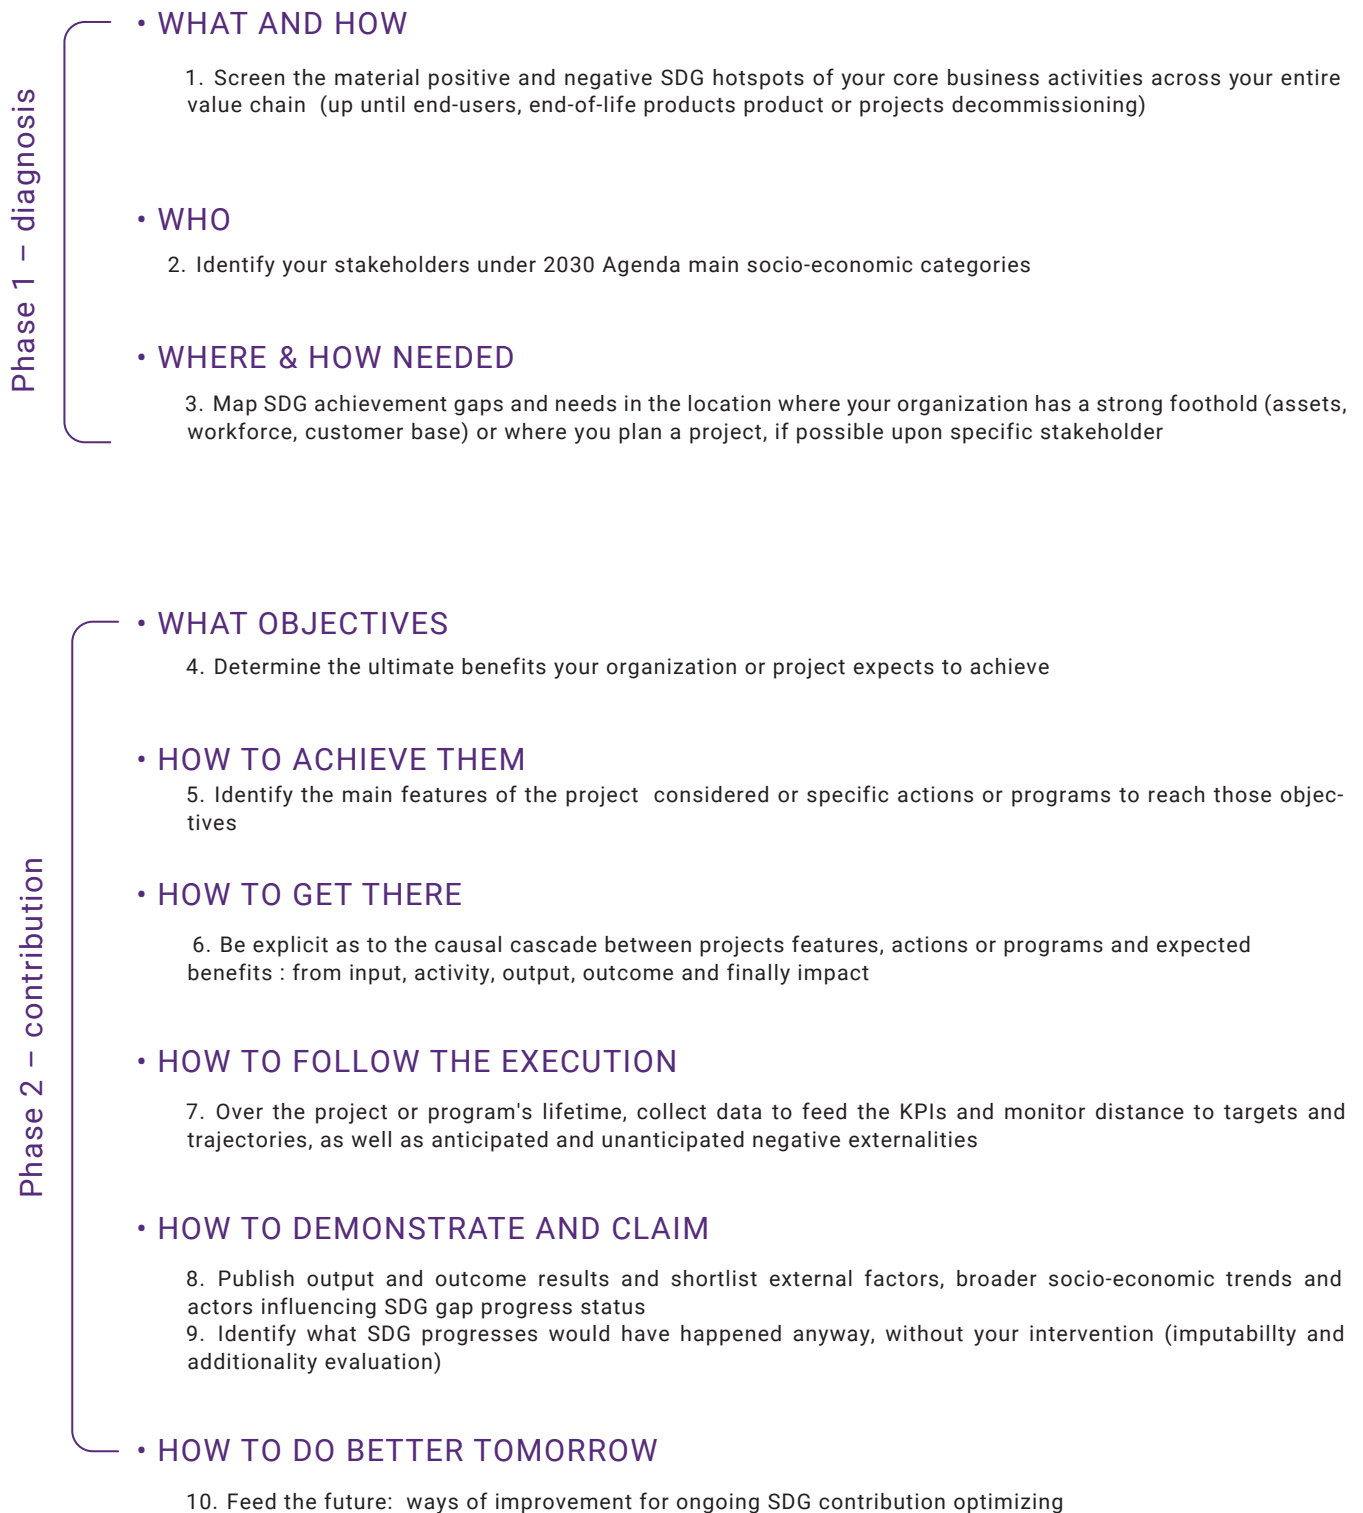 Phase 1 – diagnosis
• WHAT AND HOW
1. Screen the material positive and negative SDG hotspots of your core business activities across your entire
value chain (up until end-users, end-of-life products product or projects decommissioning)
• WHO
2. Identify your stakeholders under 2030 Agenda main socio-economic categories
• WHERE & HOW NEEDED
3. Map SDG achievement gaps and needs in the location where your organization has a strong foothold (assets,
workforce, customer base) or where you plan a project, if possible upon specific stakeholder
Phase 2 – contribution
• WHAT OBJECTIVES
4. Determine the ultimate benefits your organization or project expects to achieve
• HOW TO ACHIEVE THEM
5. Identify the main features of the project considered or specific actions or programs to reach those objec-
tives
• HOW TO GET THERE
6. Be explicit as to the causal cascade between projects features, actions or programs and expected
benefits : from input, activity, output, outcome and finally impact
• HOW TO FOLLOW THE EXECUTION
7. Over the project or program's lifetime, collect data to feed the KPIs and monitor distance to targets and
trajectories, as well as anticipated and unanticipated negative externalities
• HOW TO DEMONSTRATE AND CLAIM
8. Publish output and outcome results and shortlist external factors, broader socio-economic trends and
actors influencing SDG gap progress status
9. Identify what SDG progresses would have happened anyway, without your intervention (imputabillty and
additionality evaluation)
• HOW TO DO BETTER TOMORROW
10. Feed the future: ways of improvement for ongoing SDG contribution optimizing